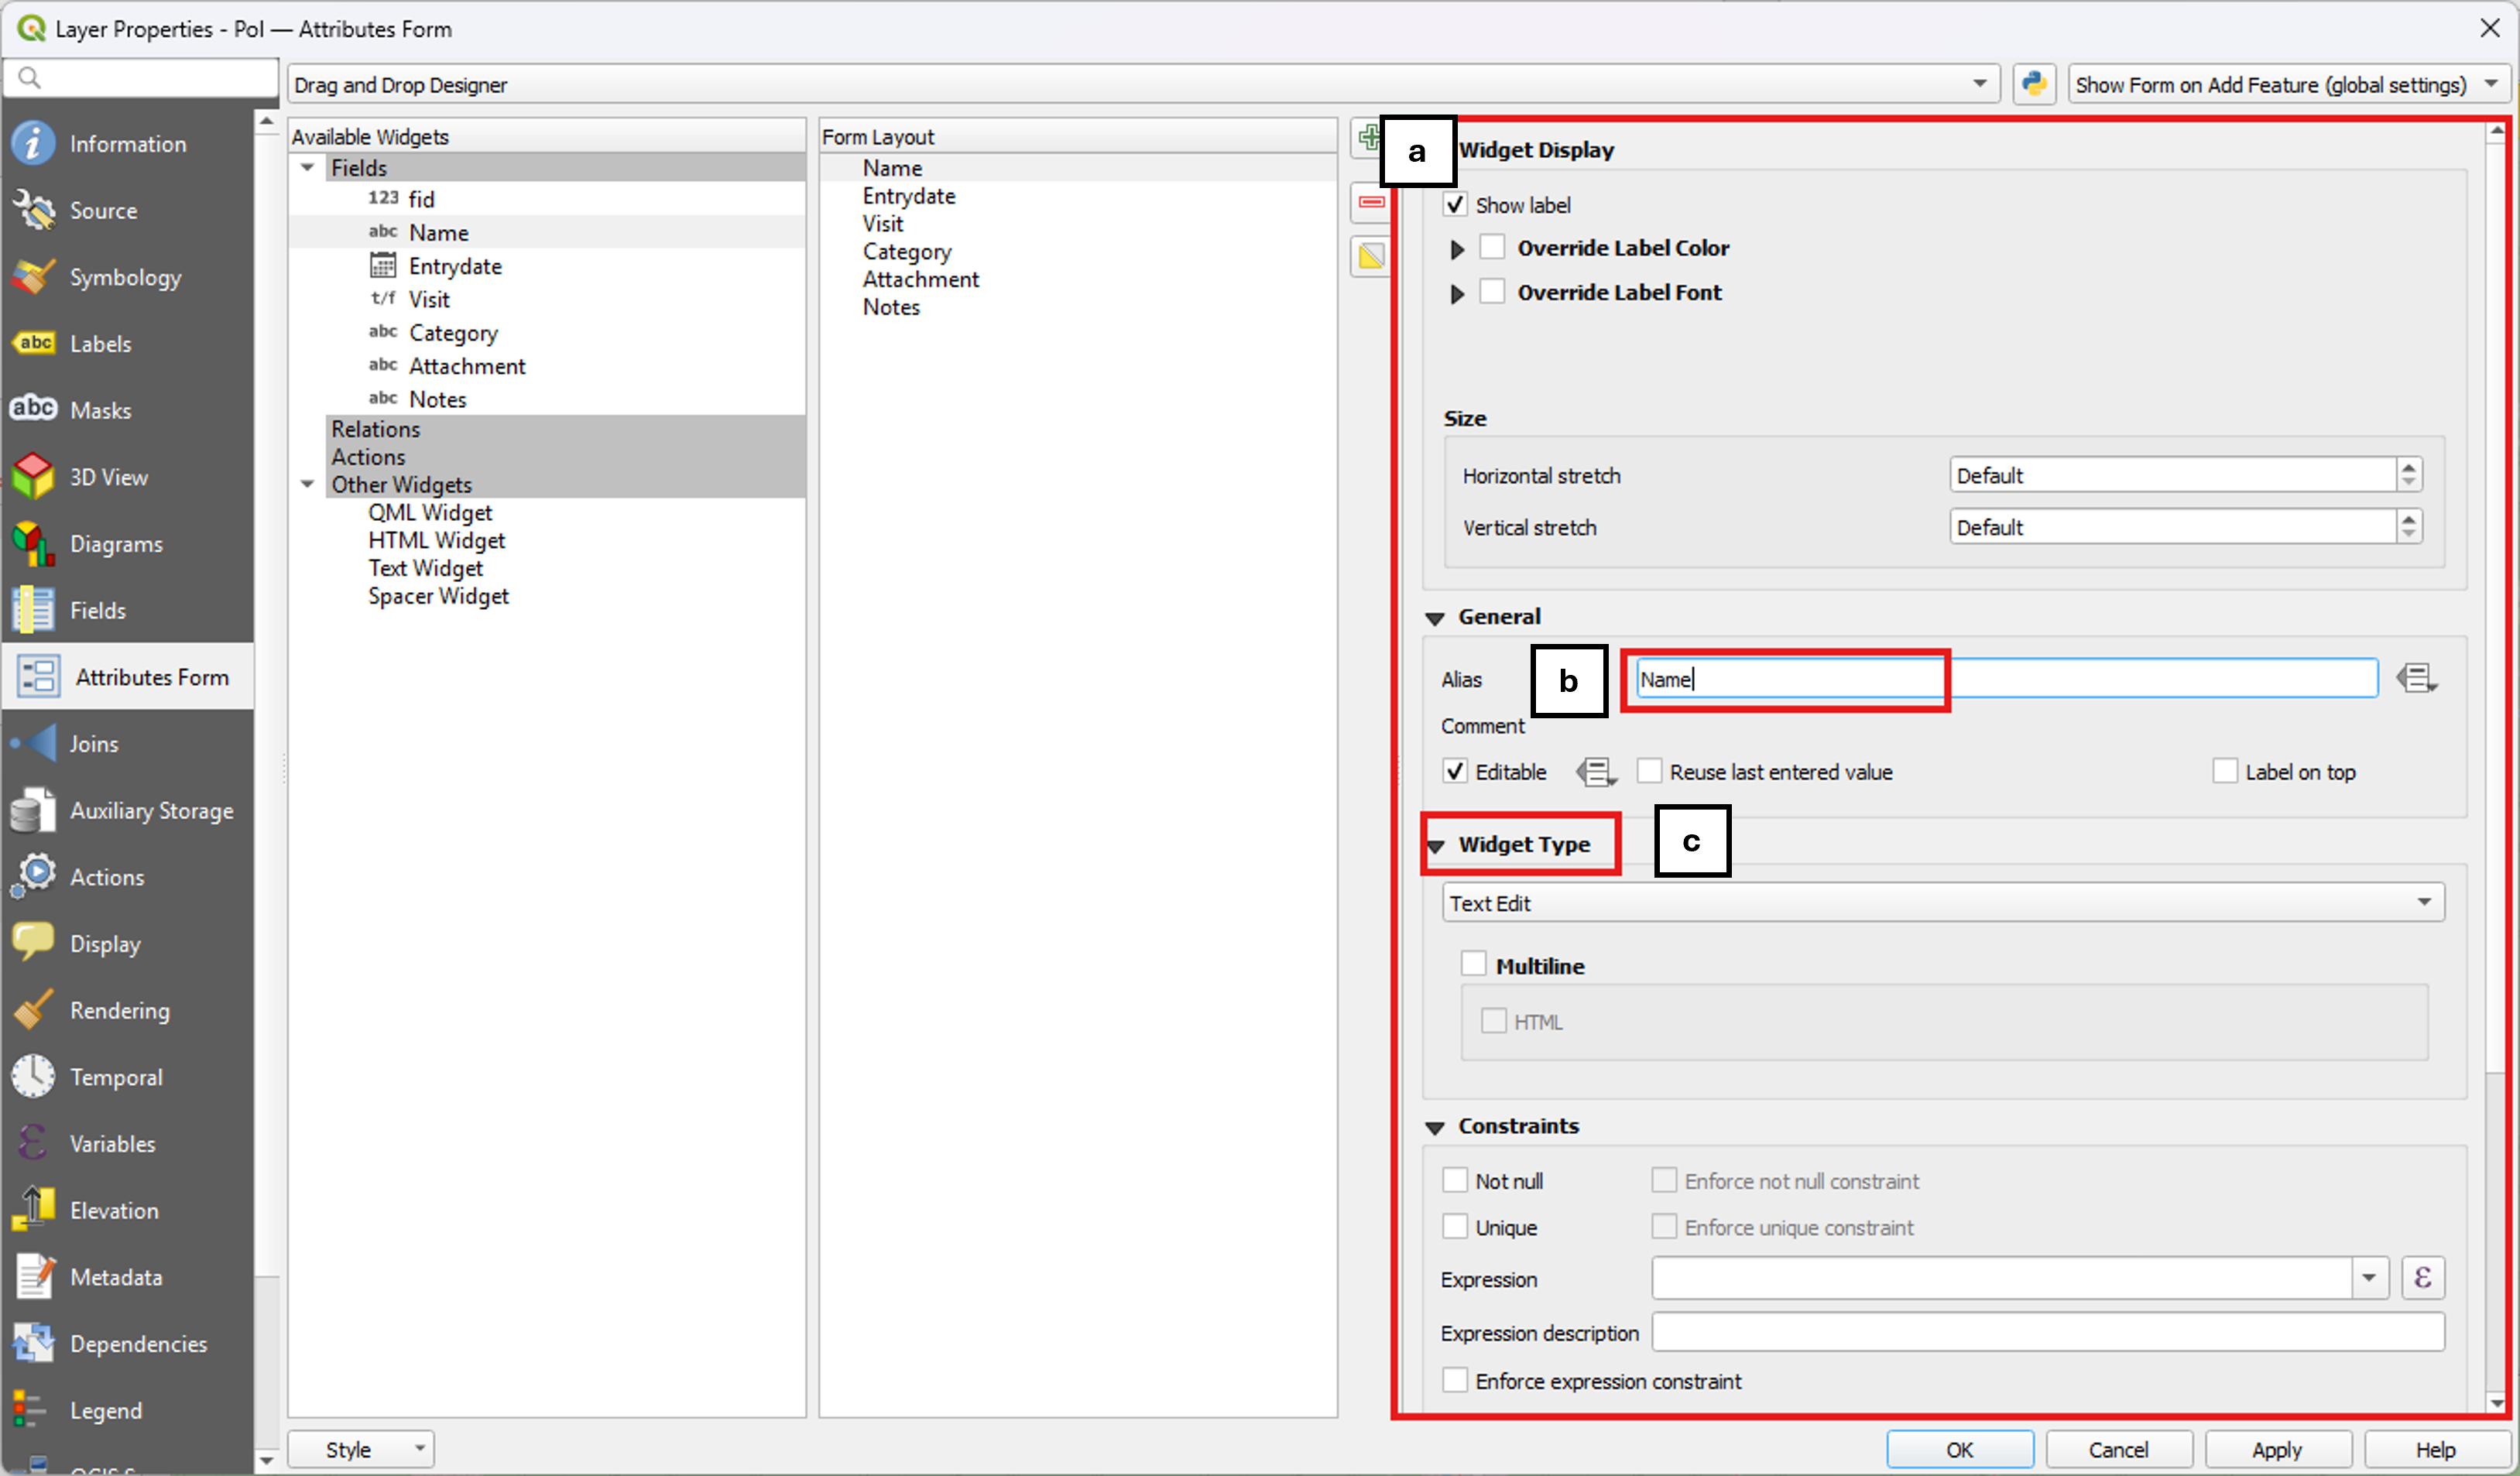 Layer Properties - PoI — Attributes Form
Drag and Drop Designer
Show Form on Add Feature (global settings)
Information
Source
Symbology
abc Labels
abc Masks
3D View
Diagrams
Fields
Attributes Form
Joins
Auxiliary Storage
Actions
Display
Rendering
Temporal
Variables
Elevation
Metadata
Dependencies
Legend
Available Widgets
Fields
123 fid
abc Name
Entrydate
t/f Visit
abc Category
abc Attachment
abc Notes
Relations
Actions
Other Widgets
QML Widget
HTML Widget
Text Widget
Spacer Widget
Form Layout
Name
Entrydate
Visit
Category
Attachment
Notes
a
Widget Display
Show label
Override Label Color
Override Label Font
Size
Horizontal stretch Default
Vertical stretch Default
General
Alias b Name
Comment
Editable Reuse last entered value Label on top
Widget Type c
Text Edit
Multiline
HTML
Constraints
Not null Enforce not null constraint
Unique Enforce unique constraint
Expression ε
Expression description
Enforce expression constraint
Style
OK Cancel Apply Help